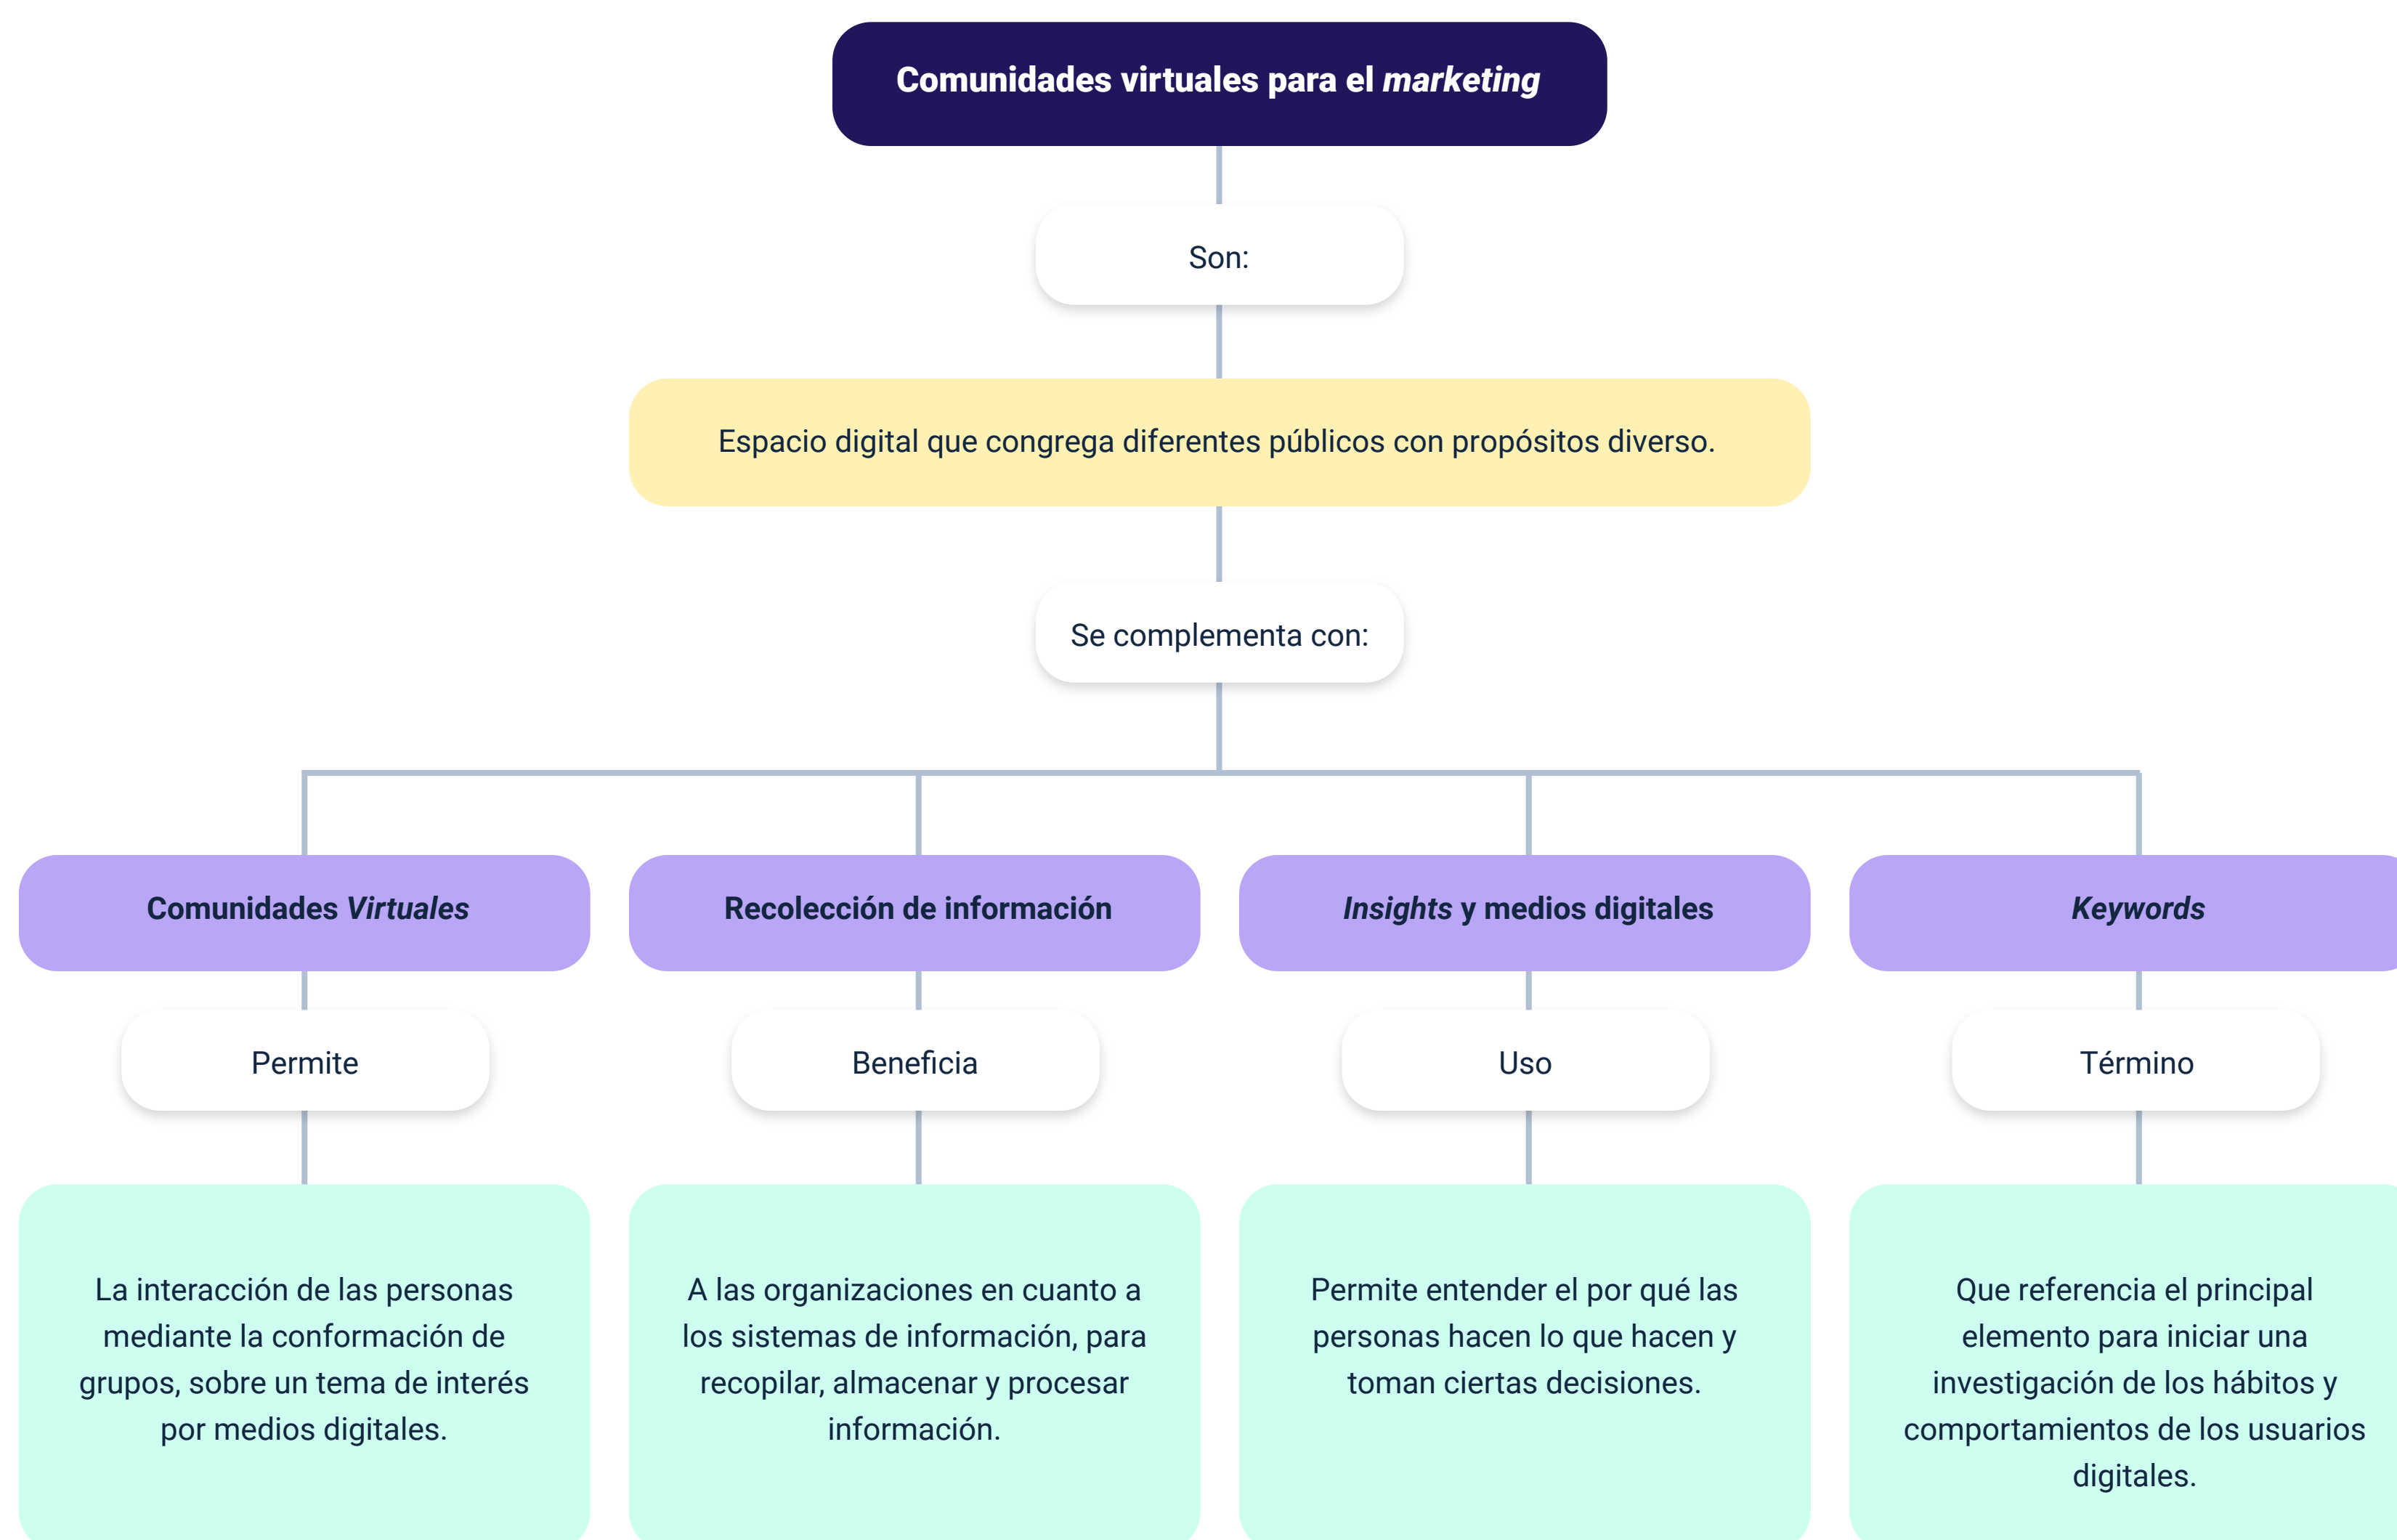 Comunidades virtuales para el marketing
Son:
Espacio digital que congrega diferentes públicos con propósitos diverso.
Se complementa con:
Comunidades Virtuales
Permite
La interacción de las personas
mediante la conformación de
grupos, sobre un tema de interés
por medios digitales.
Recolección de información
Beneficia
A las organizaciones en cuanto a
los sistemas de información, para
recopilar, almacenar y procesar
información.
Insights y medios digitales
Uso
Permite entender el por qué las
personas hacen lo que hacen y
toman ciertas decisiones.
Keywords
Término
Que referencia el principal
elemento para iniciar una
investigación de los hábitos y
comportamientos de los usuarios
digitales.